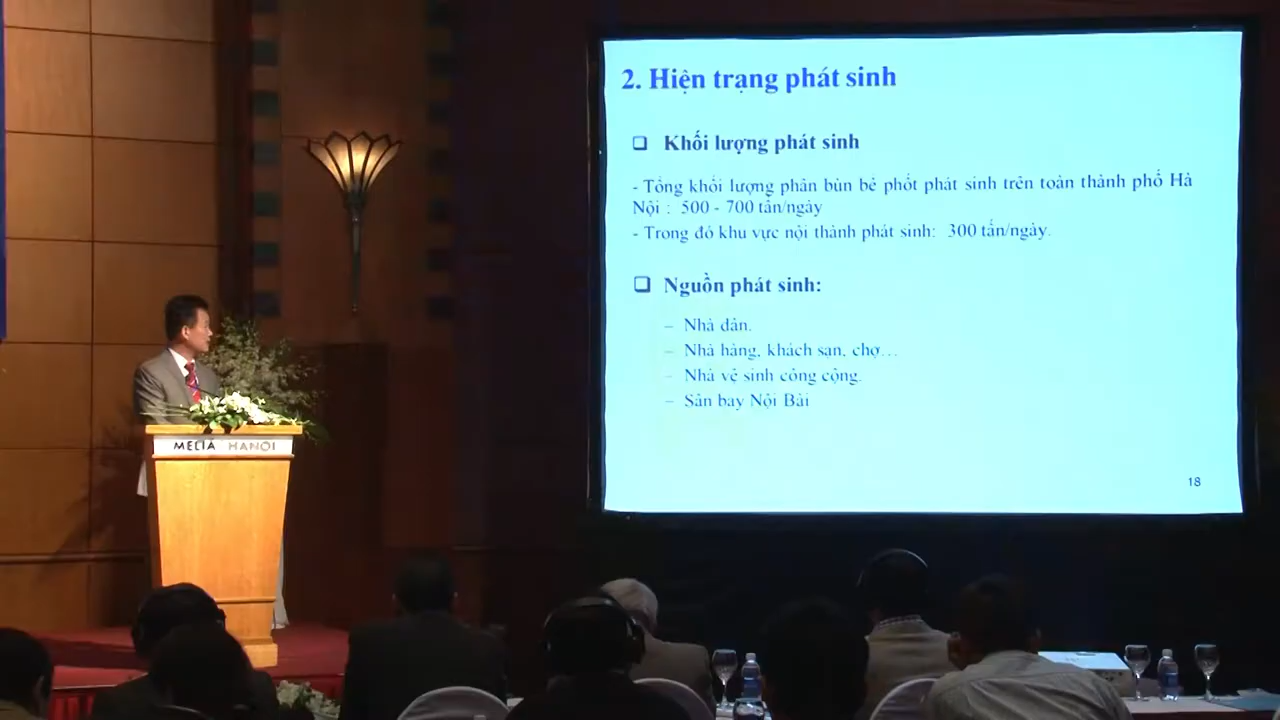 2. Hiện trạng phát sinh
❑ Khối lượng phát sinh
- Tổng khối lượng phân bùn bể phốt phát sinh trên toàn thành phố Hà
Nội : 500 - 700 tấn/ngày
- Trong đó khu vực nội thành phát sinh: 300 tấn/ngày.
❑ Nguồn phát sinh:
– Nhà dân.
– Nhà hàng, khách sạn, chợ…
– Nhà vệ sinh công cộng.
– Sân bay Nội Bài
18
MELIÃ HANOI